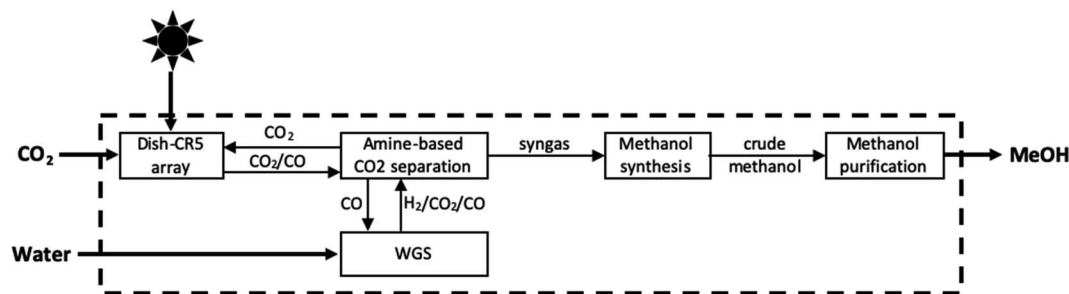 CO₂
Dish-CR5
array
CO₂
CO₂/CO
Amine-based
CO2 separation
syngas
Methanol
synthesis
crude
methanol
Methanol
purification
MeOH
CO
H₂/CO₂/CO
Water
WGS